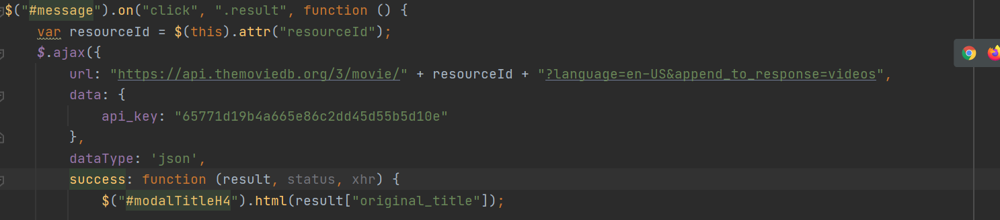 $("#message").on("click", ".result", function () {
var resourceId = $(this).attr("resourceId");
$.ajax({
url: "https://api.themoviedb.org/3/movie/" + resourceId + "?language=en-US&append_to_response=videos",
data: {
api_key: "65771d19b4a665e86c2dd45d55b5d10e"
},
dataType: 'json',
success: function (result, status, xhr) {
$("#modalTitleH4").html(result["original_title"]);